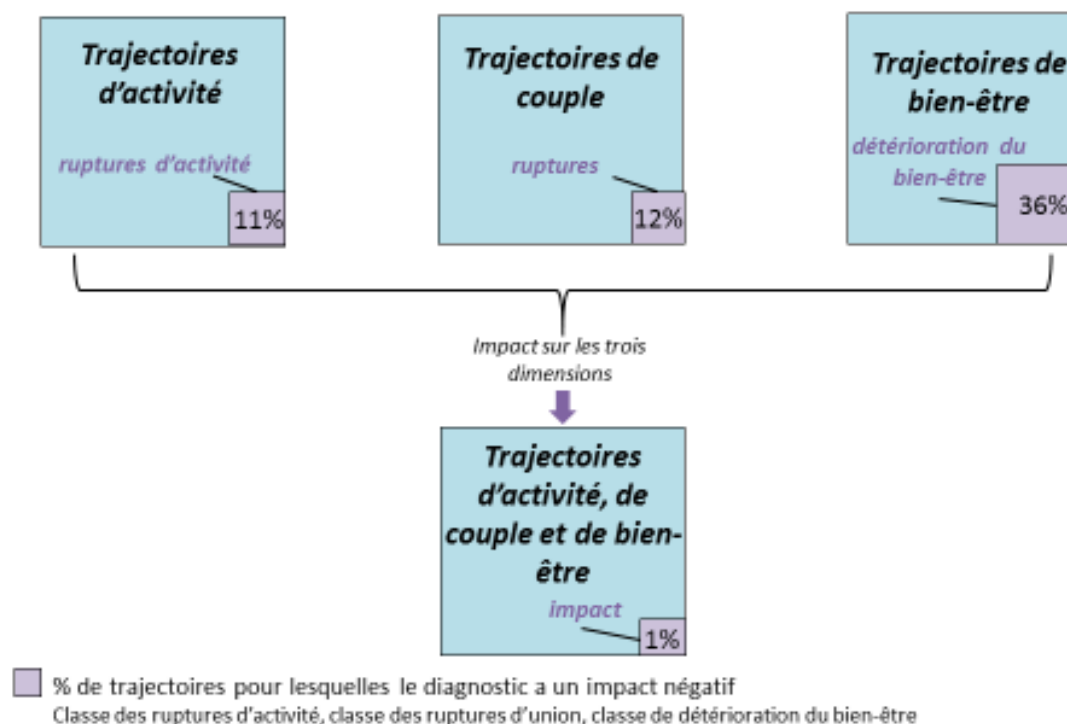 Trajectoires
d'activité
ruptures d'activité
11%
Trajectoires de
couple
ruptures
12%
Trajectoires de
bien-être
détérioration du
bien-être
36%
Impact sur les trois
dimensions
Trajectoires
d'activité, de
couple et de bien-
être
impact
1%
% de trajectoires pour lesquelles le diagnostic a un impact négatif
Classe des ruptures d'activité, classe des ruptures d'union, classe de détérioration du bien-être